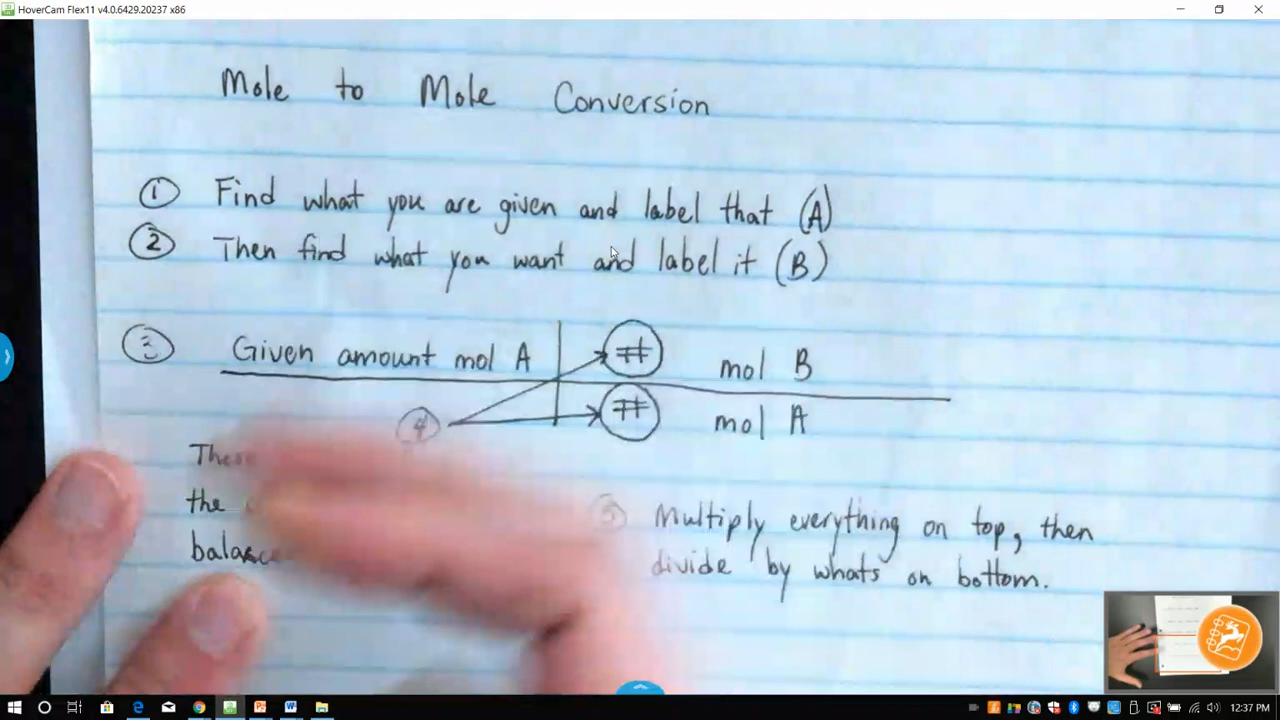 HoverCam Flex11 v4.0.6429.20237 x86
Mole to Mole Conversion
① Find what you are given and label that (A)
② Then find what you want and label it (B)
③ Given amount mol A # mol B
④ # mol A
the
⑤ Multiply everything on top, then
divide by whats on bottom.
12:37 PM